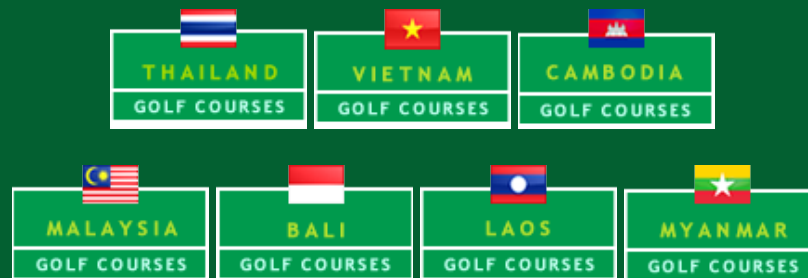 THAILAND
GOLF COURSES
VIETNAM
GOLF COURSES
CAMBODIA
GOLF COURSES
MALAYSIA
GOLF COURSES
BALI
GOLF COURSES
LAOS
GOLF COURSES
MYANMAR
GOLF COURSES